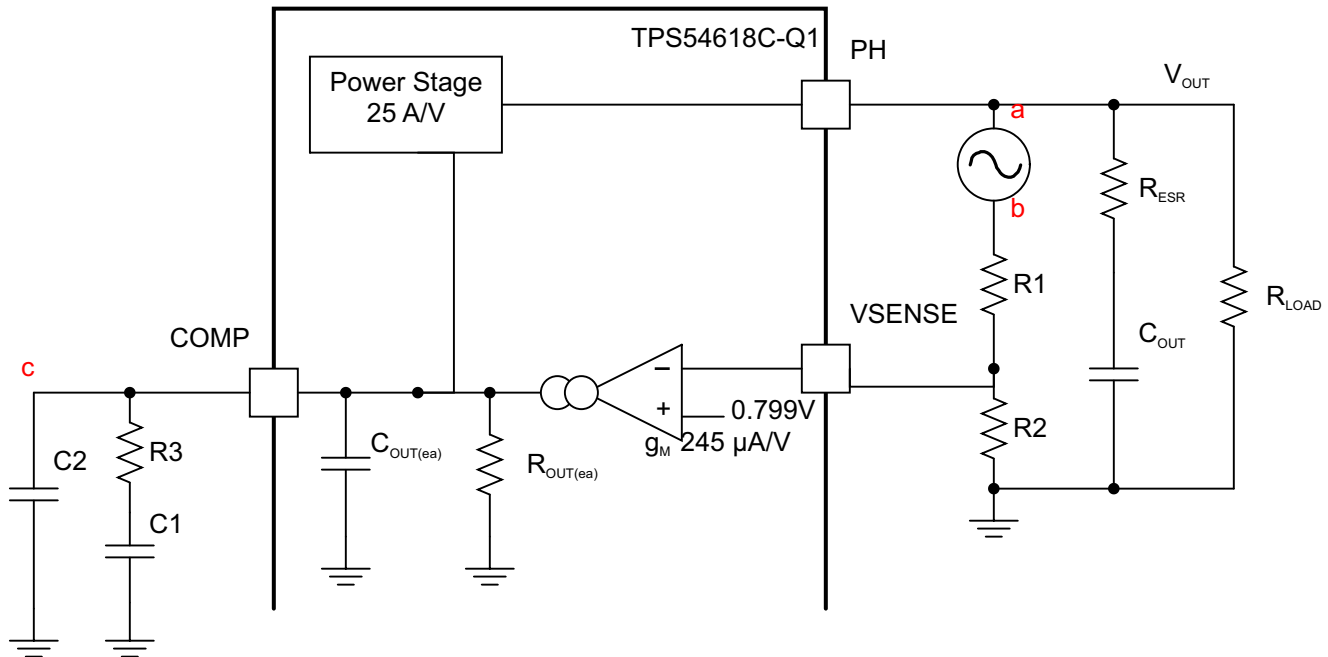 TPS54618C-Q1
PH
Power Stage
25 A/V
VOUT
a
b
RESR
R1
RLOAD
VSENSE
COUT
COMP
c
0.799V
R2
gM 245 µA/V
COUT(ea)
ROUT(ea)
R3
C2
C1